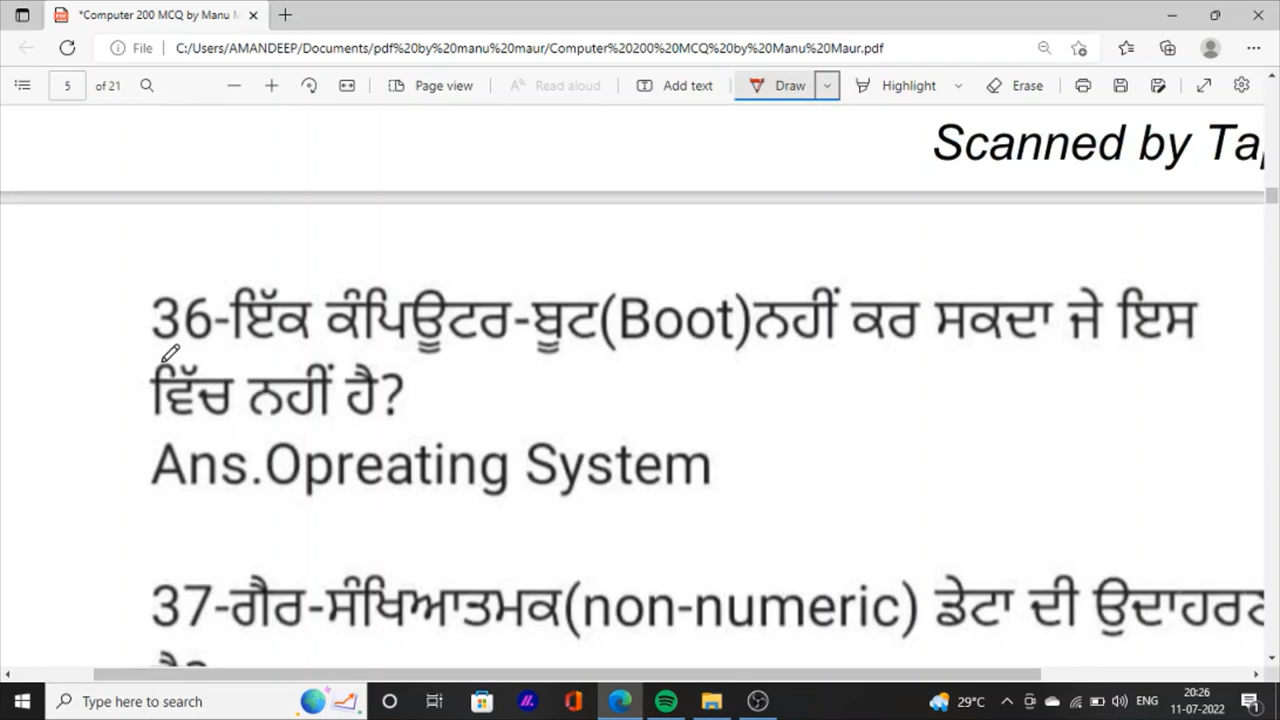 *Computer 200 MCQ by Manu M
File
C:/Users/AMANDEEP/Documents/pdf%20by%20manu%20maur/Computer%20200%20MCQ%20by%20Manu%20Maur.pdf
5 of 21 Page view Read aloud Add text Draw Highlight Erase
Scanned by Ta
36-ਇੱਕ ਕੰਪਿਊਟਰ-ਬੂਟ(Boot)ਨਹੀਂ ਕਰ ਸਕਦਾ ਜੇ ਇਸ
ਵਿੱਚ ਨਹੀਂ ਹੈ?
Ans.Opreating System
37-ਗੈਰ-ਸੰਖਿਆਤਮਕ(non-numeric) ਡੇਟਾ ਦੀ
Type here to search 29°C ENG 20:26
11-07-2022